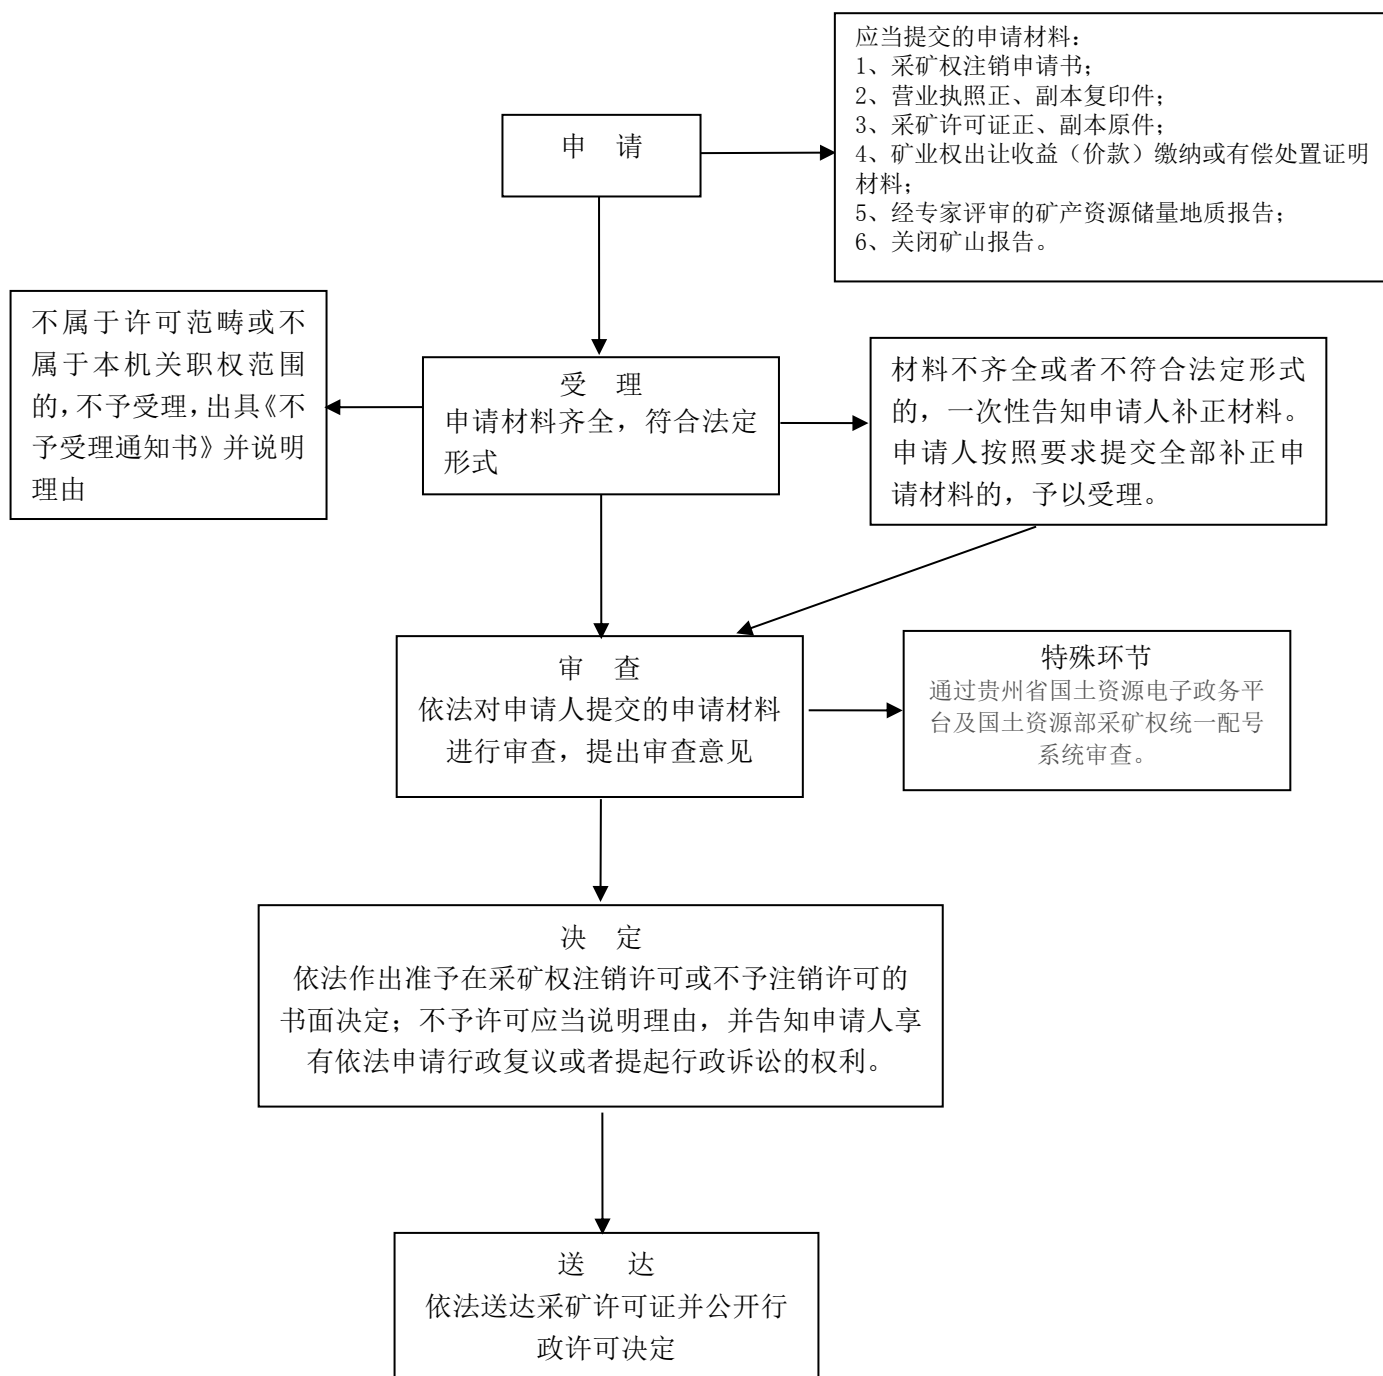 应当提交的申请材料：
1、采矿权注销申请书；
2、营业执照正、副本复印件；
3、采矿许可证正、副本原件；
4、矿业权出让收益（价款）缴纳或有偿处置证明
材料；
5、经专家评审的矿产资源储量地质报告；
6、关闭矿山报告。
申 请
不属于许可范畴或不
属于本机关职权范围
的，不予受理，出具《不
予受理通知书》并说明
理由
受 理
申请材料齐全，符合法定
形式
材料不齐全或者不符合法定形式
的，一次性告知申请人补正材料。
申请人按照要求提交全部补正申
请材料的，予以受理。
审 查
依法对申请人提交的申请材料
进行审查，提出审查意见
特殊环节
通过贵州省国土资源电子政务平
台及国土资源部采矿权统一配号
系统审查。
决 定
依法作出准予在采矿权注销许可或不予注销许可的
书面决定；不予许可应当说明理由，并告知申请人享
有依法申请行政复议或者提起行政诉讼的权利。
送 达
依法送达采矿许可证并公开行
政许可决定